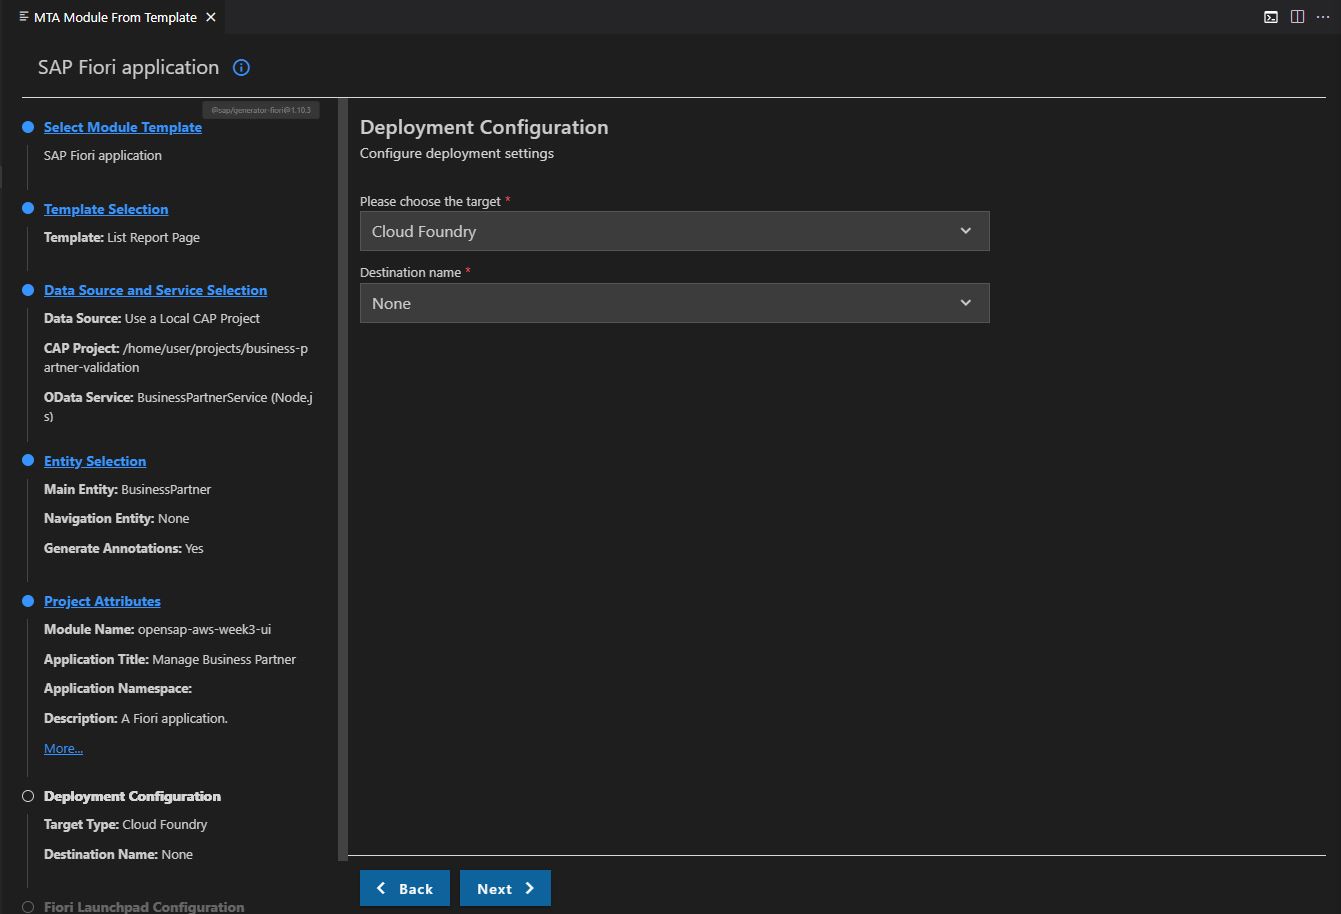 MTA Module From Template
SAP Fiori application
@sap/generator-fiori@1.10.3
Select Module Template
SAP Fiori application
Template Selection
Template: List Report Page
Data Source and Service Selection
Data Source: Use a Local CAP Project
CAP Project: /home/user/projects/business-p
artner-validation
OData Service: BusinessPartnerService (Node.j
s)
Entity Selection
Main Entity: BusinessPartner
Navigation Entity: None
Generate Annotations: Yes
Project Attributes
Module Name: opensap-aws-week3-ui
Application Title: Manage Business Partner
Application Namespace:
Description: A Fiori application.
More...
Deployment Configuration
Target Type: Cloud Foundry
Destination Name: None
Fiori Launchpad Configuration
Deployment Configuration
Configure deployment settings
Please choose the target *
Cloud Foundry
Destination name *
None
Back
Next